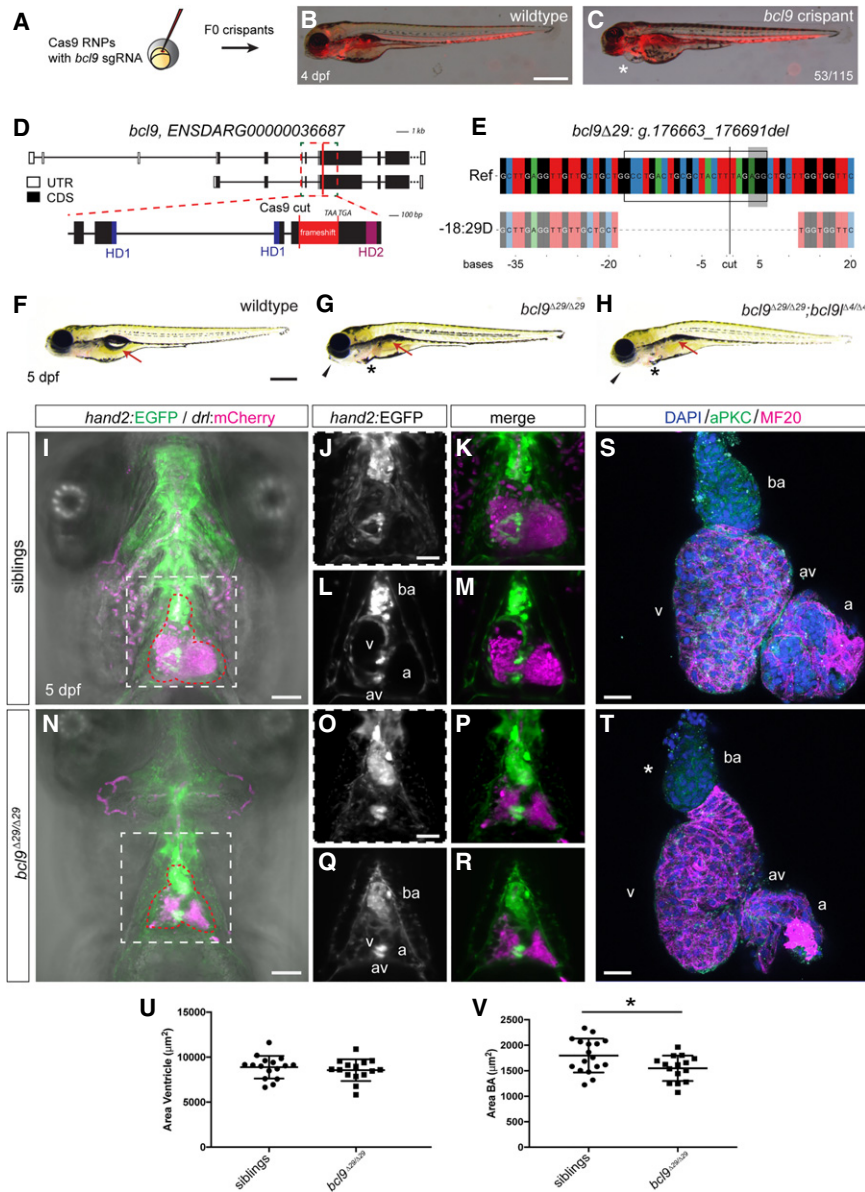 A
Cas9 RNPs
with bcl9 sgRNA
F0 crispants
B
wildtype
4 dpf
C
bcl9 crispant
*
53/115
D
bcl9, ENSDARG00000036687
1 kb
UTR
CDS
Cas9 cut
TAATGA
100 bp
frameshift
HD1
HD1
HD2
E
bcl9Δ29: g.176663_176691del
Ref
-18:29D
GCTTGAGGTTGTTGCTGCT
TGGTGGTTC
bases
-35
-20
-5
cut
5
20
F
wildtype
5 dpf
G
bcl9Δ29/Δ29
*
H
bcl9Δ29/Δ29;bcl9lΔ4/Δ4
*
hand2:EGFP / drl:mCherry
hand2:EGFP
merge
DAPI/aPKC/MF20
siblings
I
5 dpf
J
K
L
ba
v
a
av
M
S
ba
av
v
a
bcl9Δ29/Δ29
N
O
P
Q
ba
v
a
av
R
T
*
ba
av
v
a
U
Area Ventricle (µm²)
15000
10000
5000
0
siblings
bcl9Δ29/Δ29
V
*
Area BA (µm²)
2500
2000
1500
1000
500
0
siblings
bcl9Δ29/Δ29